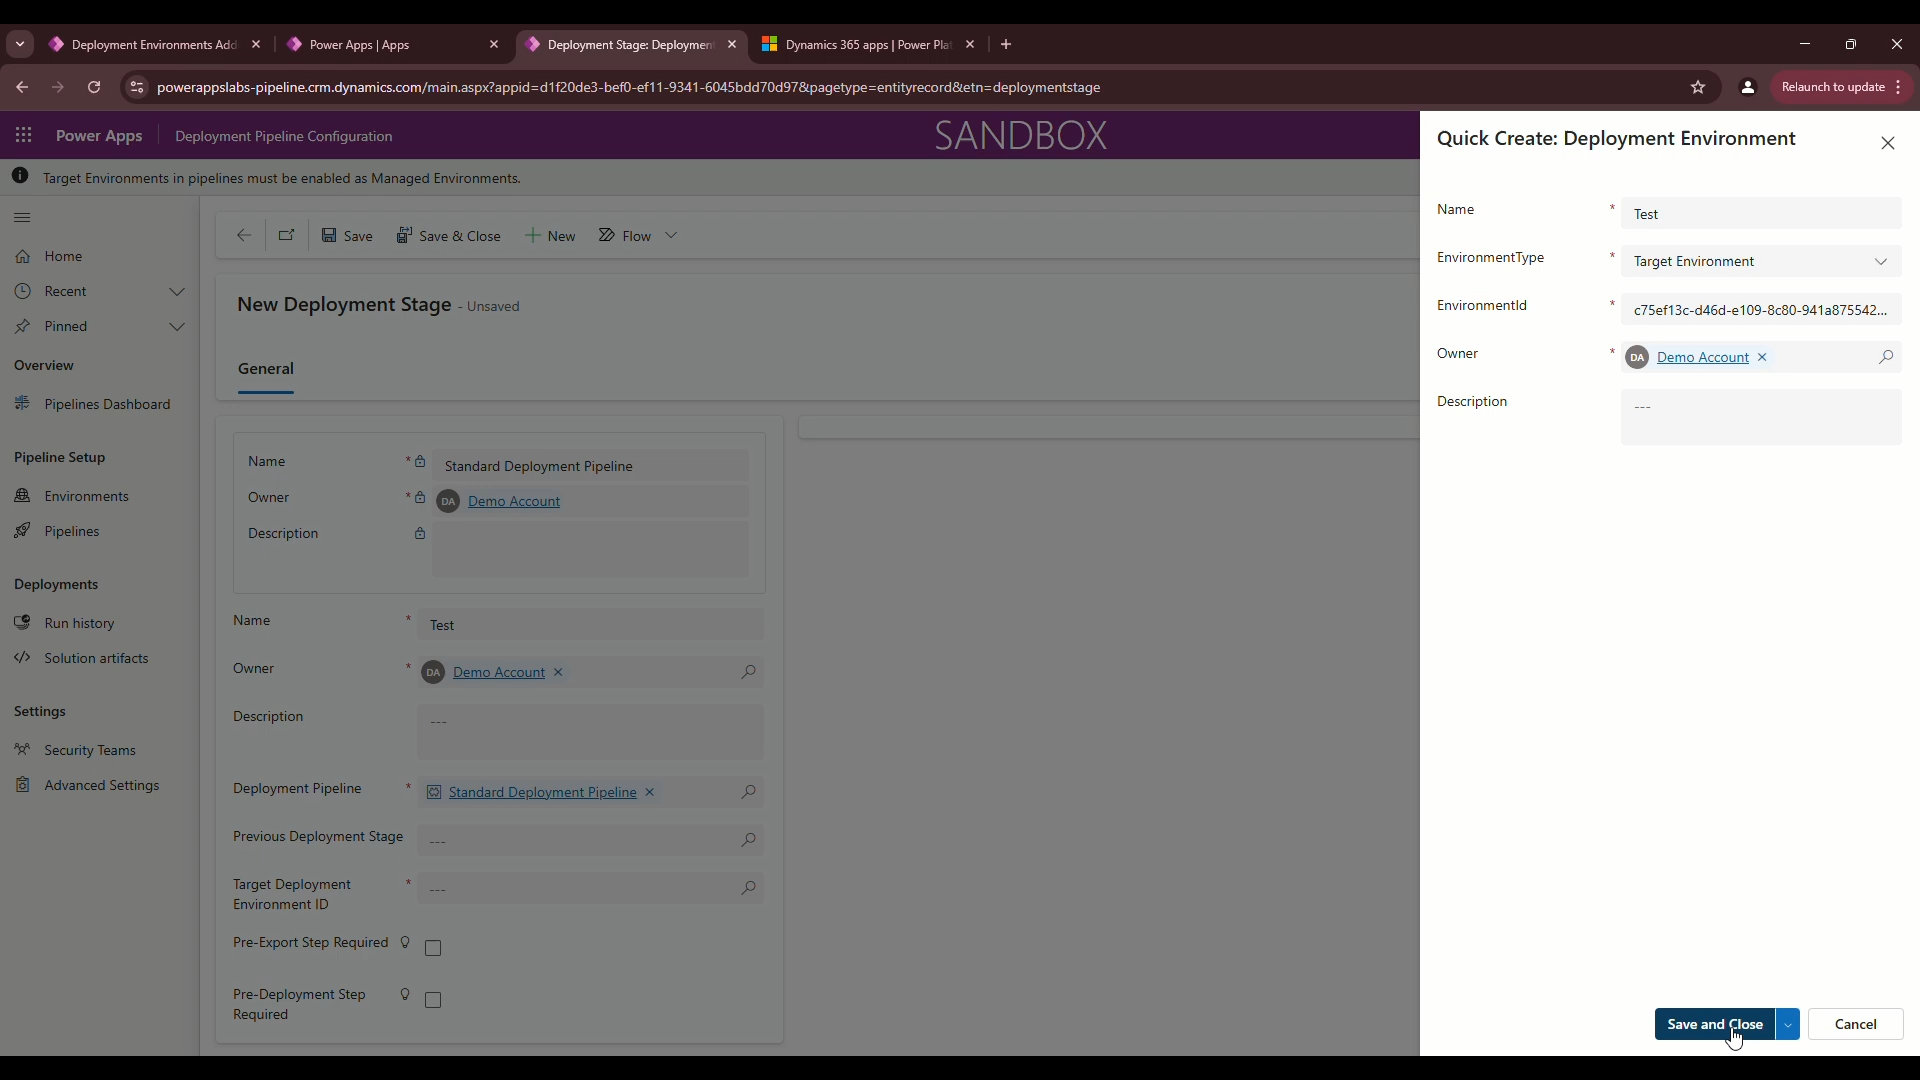 Deployment Environments Add
Power Apps | Apps
Deployment Stage: Deployment
Dynamics 365 apps | Power Pla
powerappslabs-pipeline.crm.dynamics.com/main.aspx?appid=d1f20de3-bef0-ef11-9341-6045bdd70d97&pagetype=entityrecord&etn=deploymentstage
Relaunch to update
Power Apps
Deployment Pipeline Configuration
SANDBOX
Target Environments in pipelines must be enabled as Managed Environments.
Home
Recent
Pinned
Overview
Pipelines Dashboard
Pipeline Setup
Environments
Pipelines
Deployments
Run history
Solution artifacts
Settings
Security Teams
Advanced Settings
Save
Save & Close
New
Flow
New Deployment Stage - Unsaved
General
Name * Standard Deployment Pipeline
Owner * DA Demo Account
Description
Name * Test
Owner * DA Demo Account
Description ---
Deployment Pipeline * Standard Deployment Pipeline
Previous Deployment Stage ---
Target Deployment * ---
Environment ID
Pre-Export Step Required
Pre-Deployment Step
Required
Quick Create: Deployment Environment
Name * Test
EnvironmentType * Target Environment
EnvironmentId * c75ef13c-d46d-e109-8c80-941a875542...
Owner * DA Demo Account
Description ---
Save and Close
Cancel